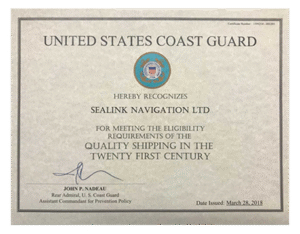 UNITED STATES COAST GUARD
HEREBY RECOGNIZES
SEALINK NAVIGATION LTD
FOR MEETING THE ELIGIBILITY
REQUIREMENTS OF THE
QUALITY SHIPPING IN THE
TWENTY FIRST CENTURY
JOHN P. NADEAU
Rear Admiral, U. S. Coast Guard
Assistant Commandant for Prevention Policy
Date Issued: March 28, 2018